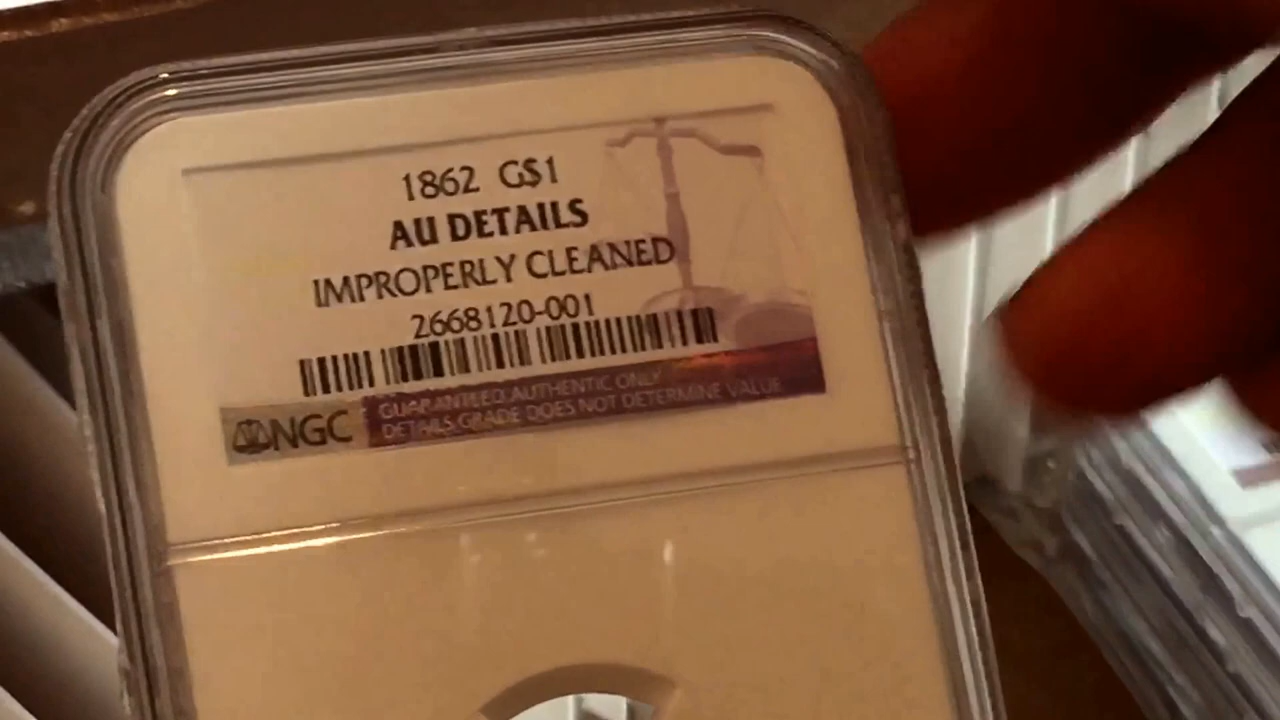 1862 G$1
AU DETAILS
IMPROPERLY CLEANED
2668120-001
NGC
GUARANTEED AUTHENTIC ONLY
DETAILS GRADE DOES NOT DETERMINE VALUE